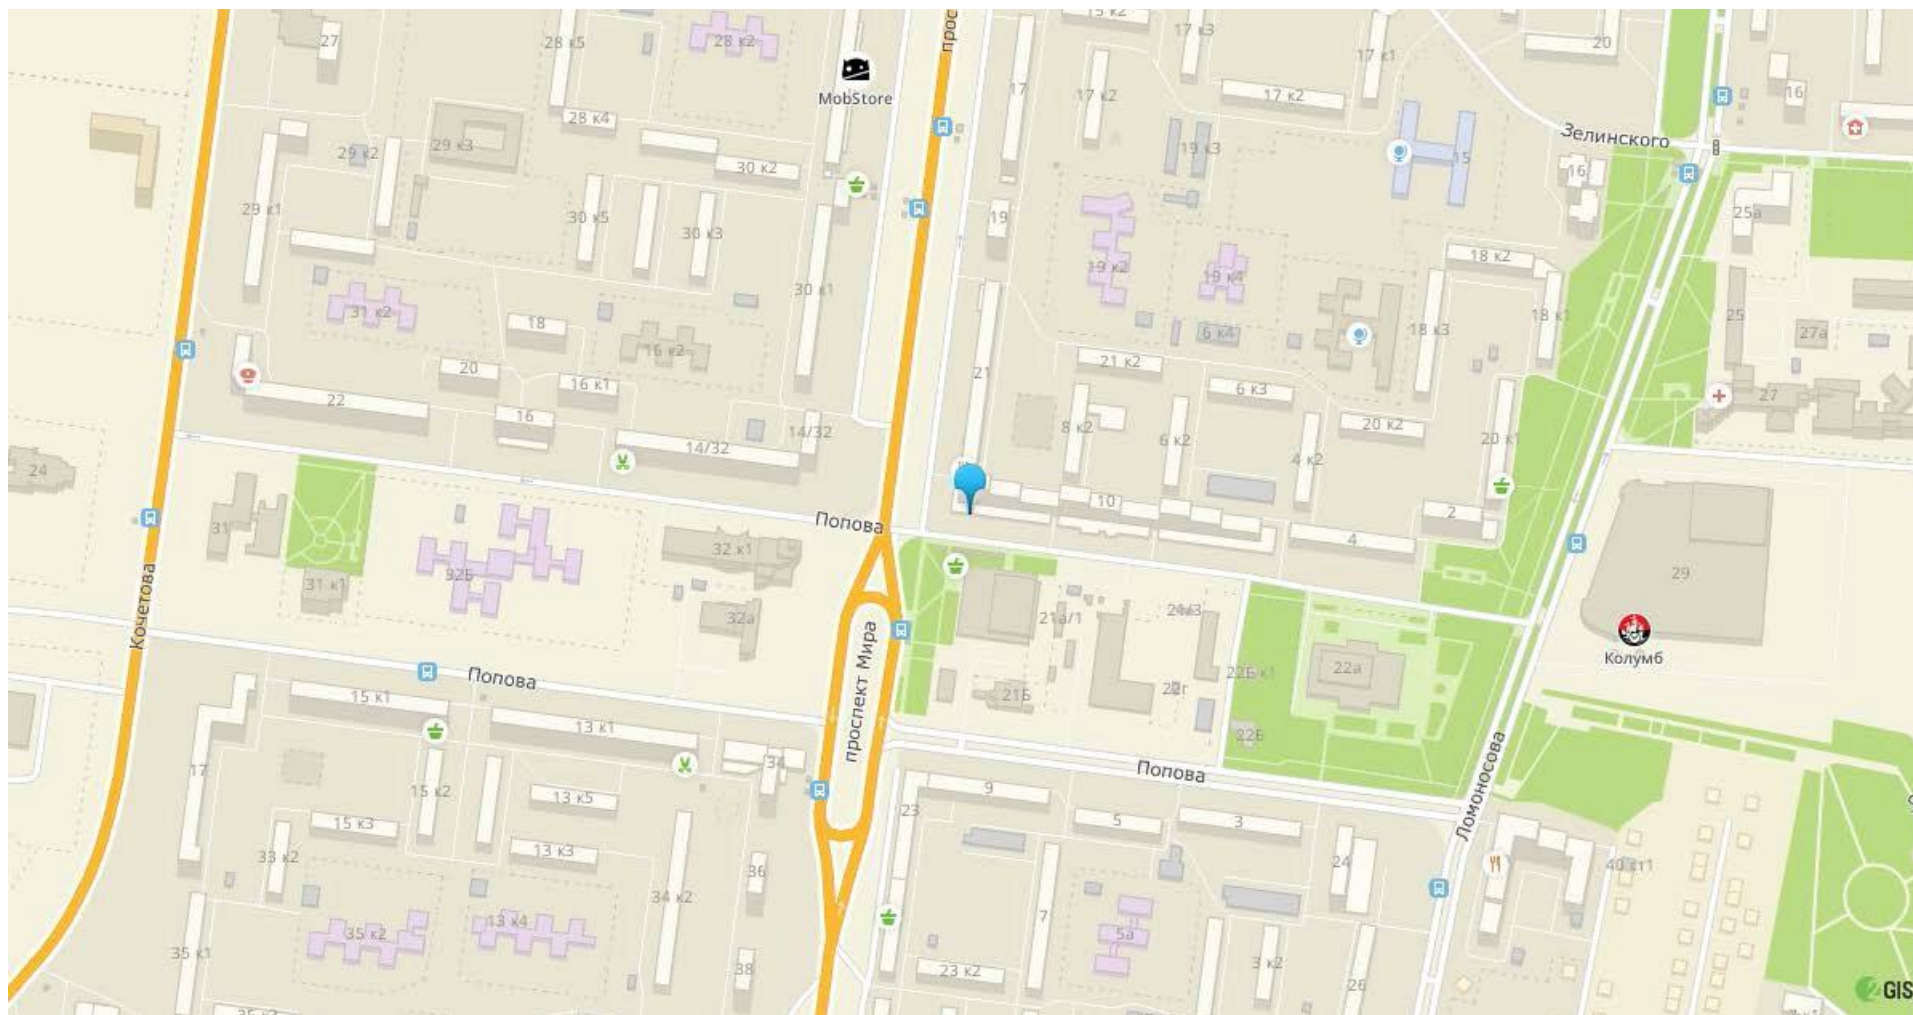 27
28 к5
28 к2
прос
15 к2
17 к3
17 к1
20
MobStore
17
17 к2
17 к2
16
28 к4
29 к3
29 к2
30 к2
Зелинского
19 к3
15
16
29 к1
30 к5
30 к3
19
25а
18 к2
19 к2
19 к4
30 к1
31 к2
18
16 к2
6 к4
18 к3
18 к1
25
27а
20
22
16 к1
16
21
21 к2
6 к3
27
14/32
14/32
8 к2
6 к2
4 к2
20 к2
20 к1
24
10
2
Попова
31
32 к1
4
29
32Б
31 к1
32а
21а/1
Кочетова
проспект Мира
22а
Колумб
Попова
21Б
22г
22Б к1
22Б
15 к1
13 к1
17
34
Попова
Ломоносова
15 к2
13 к5
23
9
5
3
15 к3
33 к2
13 к3
36
24
40 ст1
34 к2
7
35 к2
13 к4
5а
35 к1
38
23 к2
3 к2
26
2GIS